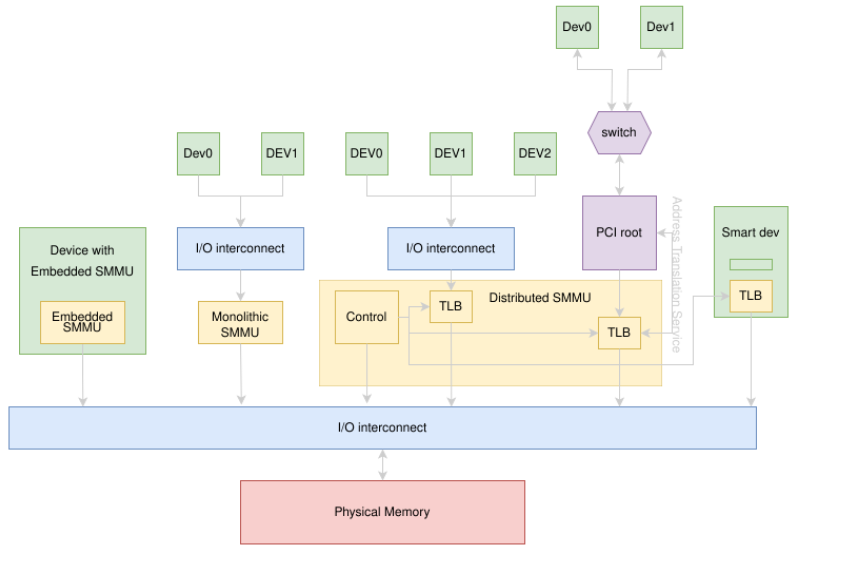 Dev0
Dev1
switch
Dev0
DEV1
DEV0
DEV1
DEV2
Device with
Embedded SMMU
I/O interconnect
I/O interconnect
PCI root
Address Translation Service
Smart dev
Embedded
SMMU
Monolithic
SMMU
Control
TLB
Distributed SMMU
TLB
TLB
I/O interconnect
Physical Memory